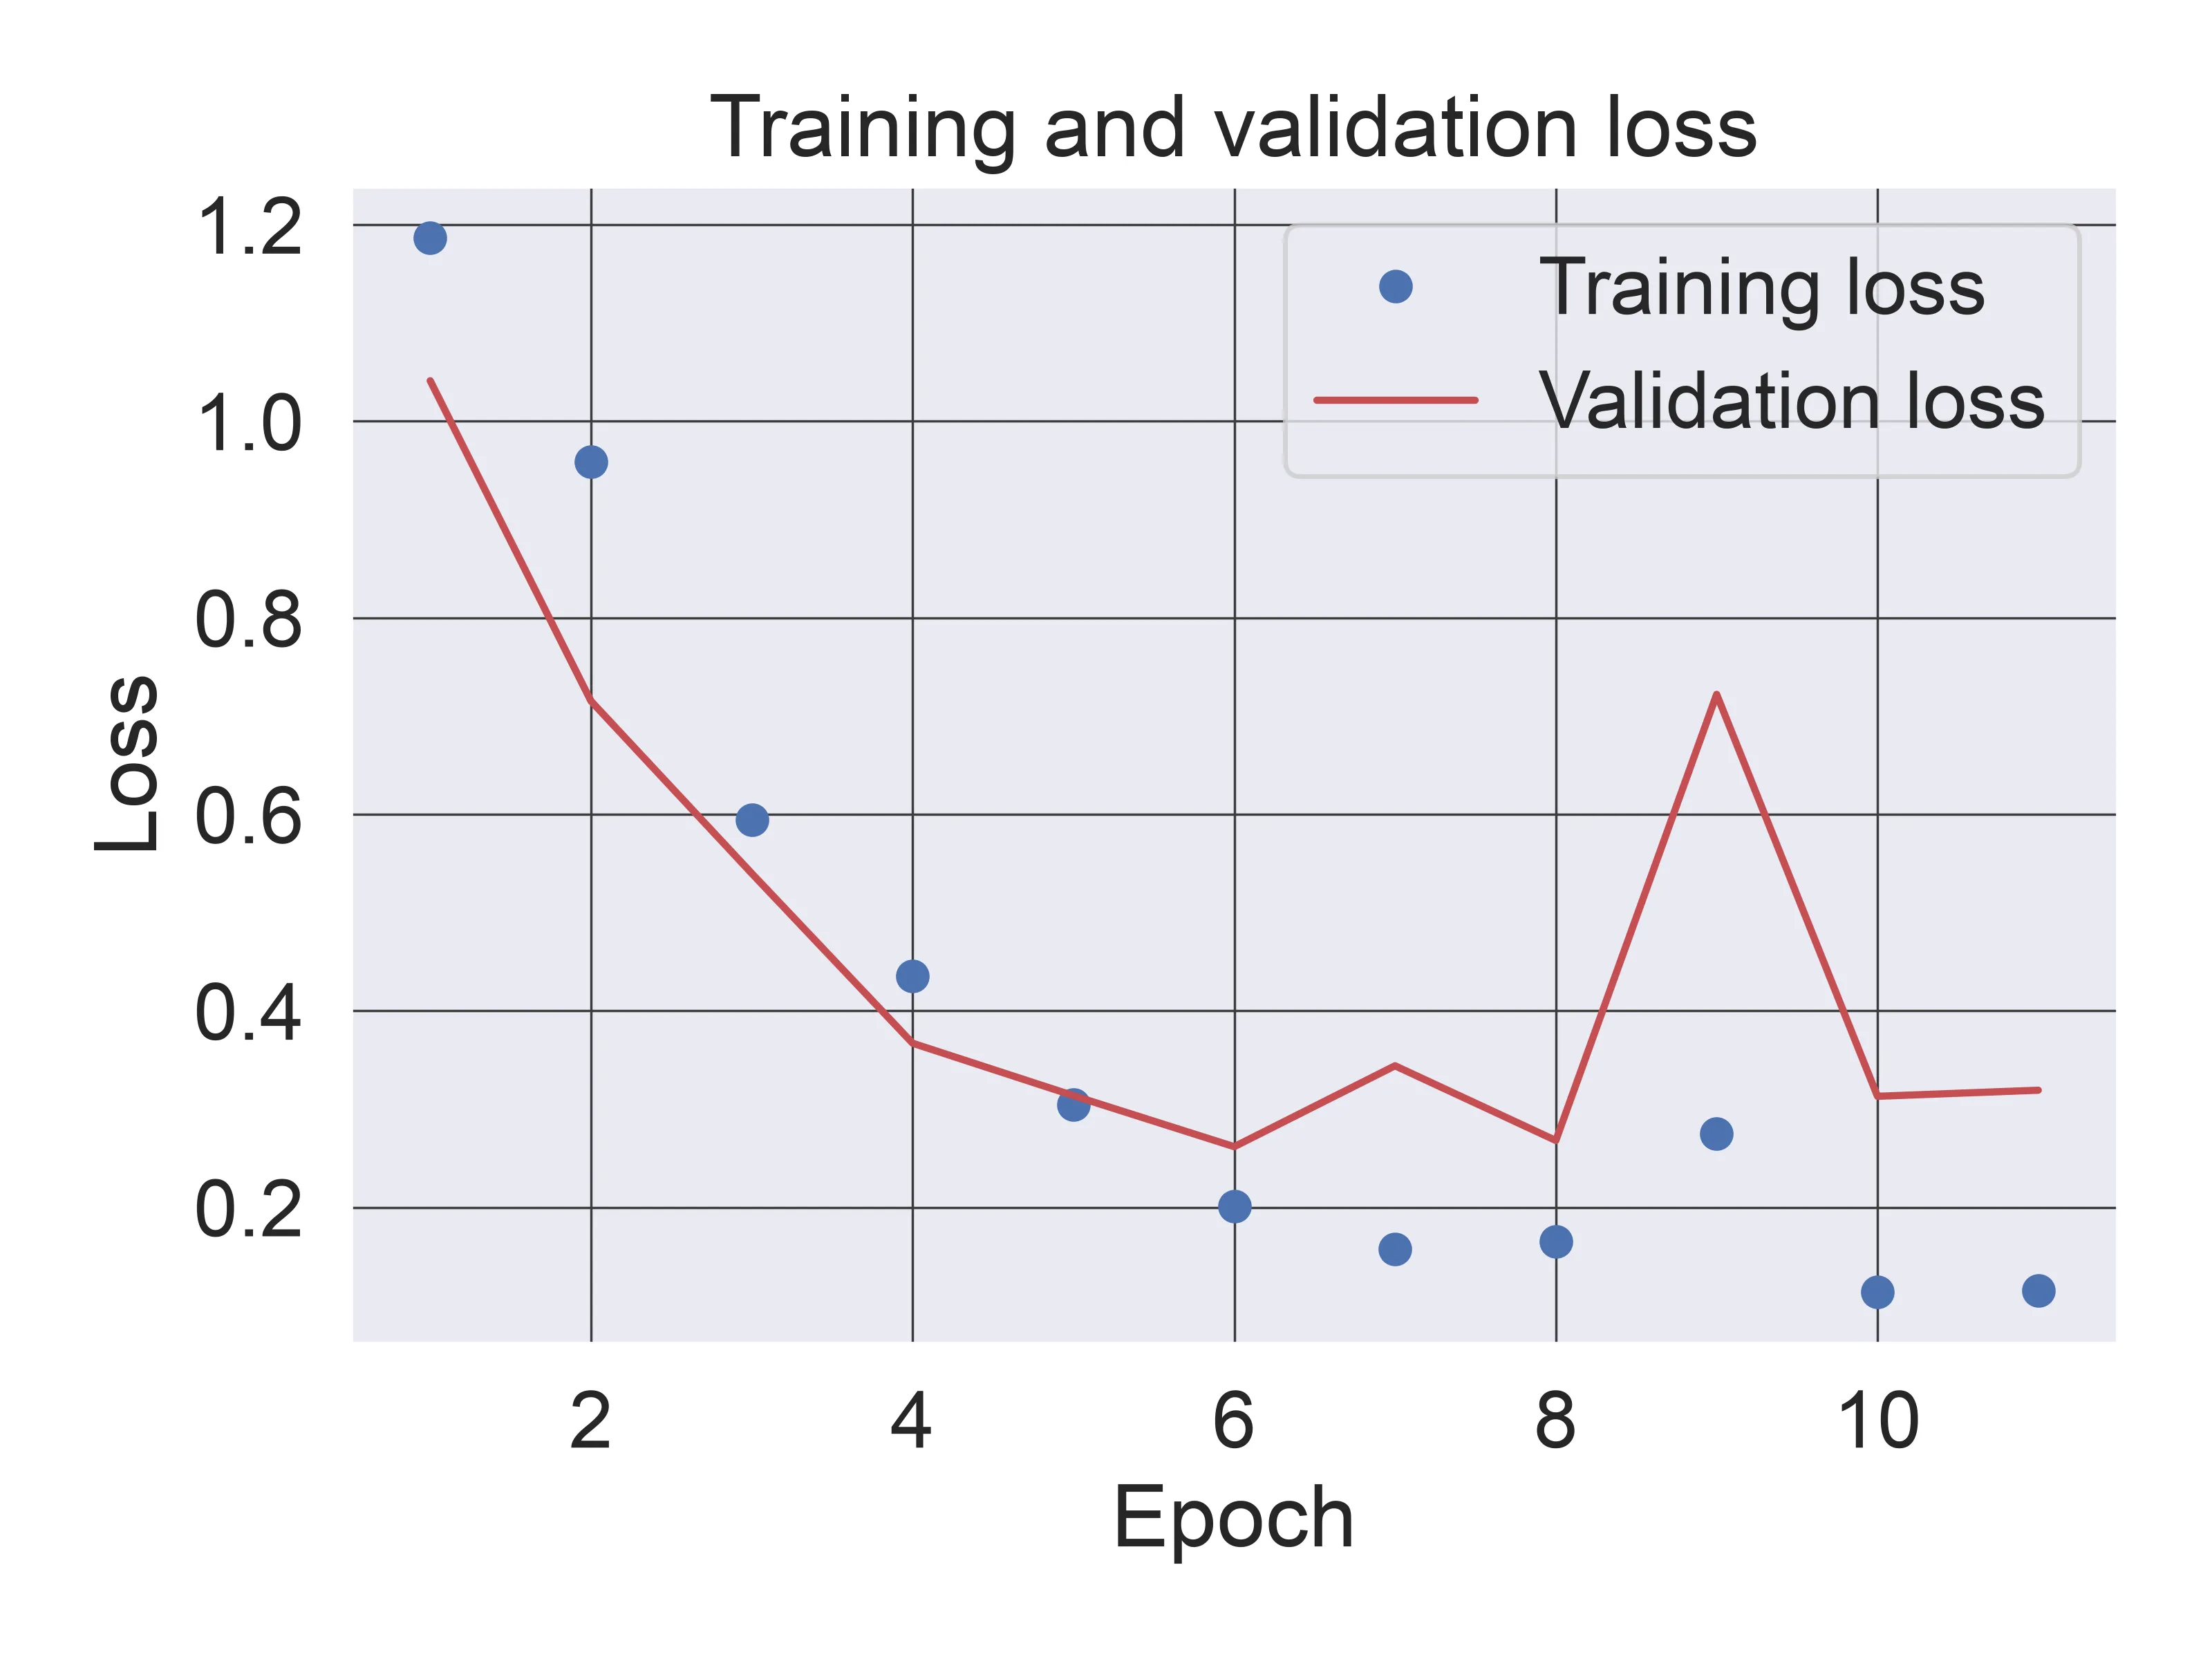 Training and validation loss
1.2
1.0
0.8
0.6
0.4
0.2
Loss
Training loss
Validation loss
2 4 6 8 10
Epoch